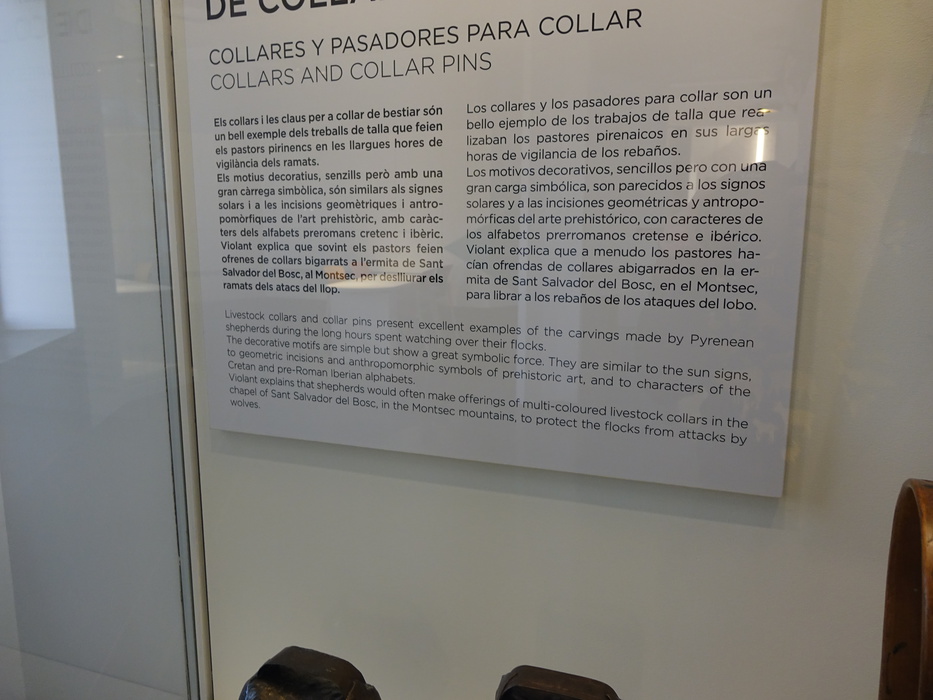 DE COLLA
COLLARES Y PASADORES PARA COLLAR
COLLARS AND COLLAR PINS
Els collars i les claus per a collar de bestiar són
un bell exemple dels treballs de talla que feien
els pastors pirinencs en les llargues hores de
vigilància dels ramats.
Els motius decoratius, senzills però amb una
gran càrrega simbòlica, són similars als signes
solars i a les incisions geomètriques i antro-
pomòrfiques de l'art prehistòric, amb caràc-
ters dels alfabets preromans cretenc i ibèric.
Violant explica que sovint els pastors feien
ofrenes de collars bigarrats a l'ermita de Sant
Salvador del Bosc, al Montsec, per deslliurar els
ramats dels atacs del llop.
Los collares y los pasadores para collar son un
bello ejemplo de los trabajos de talla que rea-
lizaban los pastores pirenaicos en sus largas
horas de vigilancia de los rebaños.
Los motivos decorativos, sencillos pero con una
gran carga simbólica, son parecidos a los signos
solares y a las incisiones geométricas y antropo-
mórficas del arte prehistórico, con caracteres de
los alfabetos prerromanos cretense e ibérico.
Violant explica que a menudo los pastores ha-
cían ofrendas de collares abigarrados en la er-
mita de Sant Salvador del Bosc, en el Montsec,
para librar a los rebaños de los ataques del lobo.
Livestock collars and collar pins present excellent examples of the carvings made by Pyrenean
shepherds during the long hours spent watching over their flocks.
The decorative motifs are simple but show a great symbolic force. They are similar to the sun signs,
to geometric incisions and anthropomorphic symbols of prehistoric art, and to characters of the
Cretan and pre-Roman Iberian alphabets.
Violant explains that shepherds would often make offerings of multi-coloured livestock collars in the
chapel of Sant Salvador del Bosc, in the Montsec mountains, to protect the flocks from attacks by
wolves.